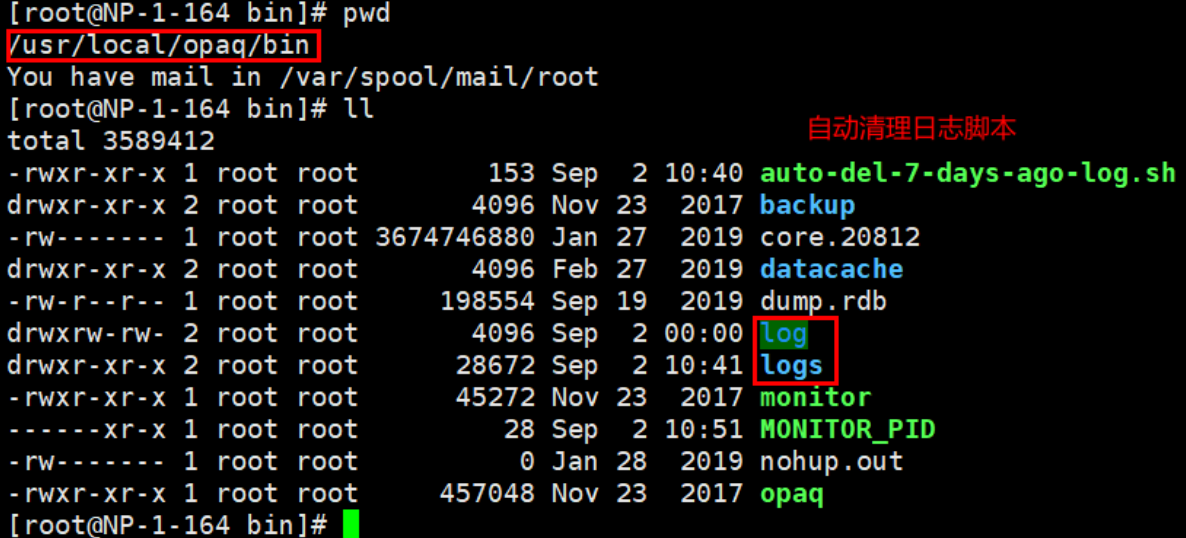 [root@NP-1-164 bin]# pwd
/usr/local/opaq/bin
You have mail in /var/spool/mail/root
[root@NP-1-164 bin]# ll
自动清理日志脚本
total 3589412
-rwxr-xr-x 1 root root 153 Sep 2 10:40 auto-del-7-days-ago-log.sh
drwxr-xr-x 2 root root 4096 Nov 23 2017 backup
-rw------- 1 root root 3674746880 Jan 27 2019 core.20812
drwxr-xr-x 2 root root 4096 Feb 27 2019 datacache
-rw-r--r-- 1 root root 198554 Sep 19 2019 dump.rdb
drwxrw-rw- 2 root root 4096 Sep 2 00:00 log
drwxr-xr-x 2 root root 28672 Sep 2 10:41 logs
-rwxr-xr-x 1 root root 45272 Nov 23 2017 monitor
------xr-x 1 root root 28 Sep 2 10:51 MONITOR_PID
-rw------- 1 root root 0 Jan 28 2019 nohup.out
-rwxr-xr-x 1 root root 457048 Nov 23 2017 opaq
[root@NP-1-164 bin]#